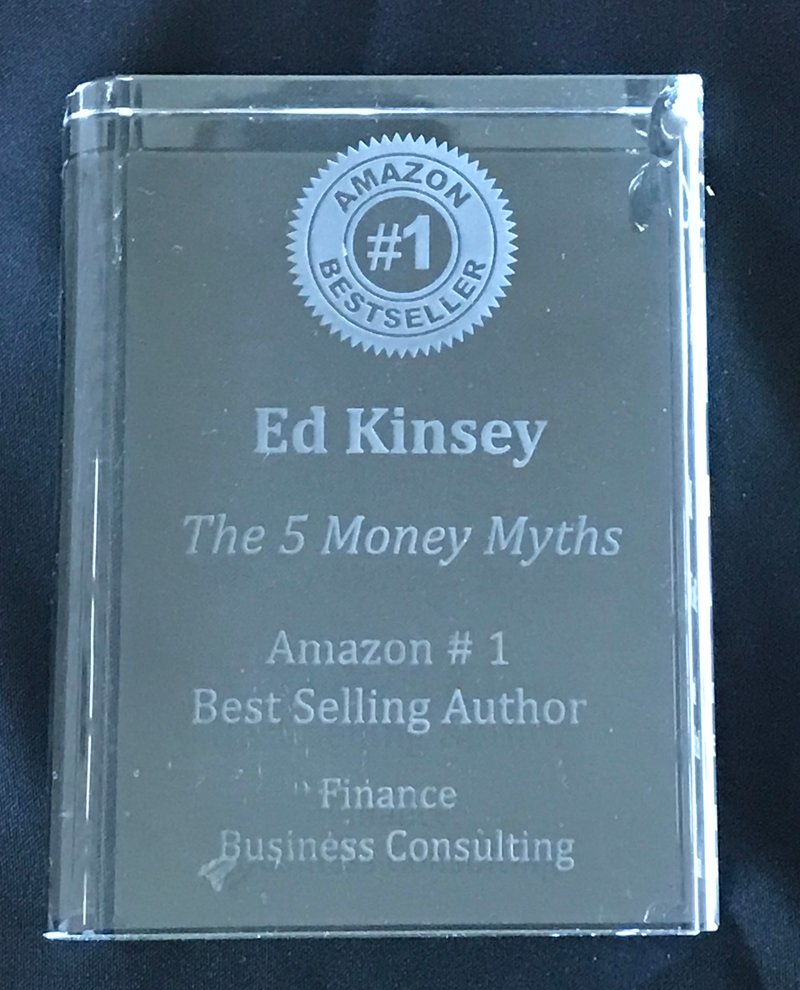 AMAZON
#1
BESTSELLER
Ed Kinsey
The 5 Money Myths
Amazon # 1
Best Selling Author
Finance
Business Consulting